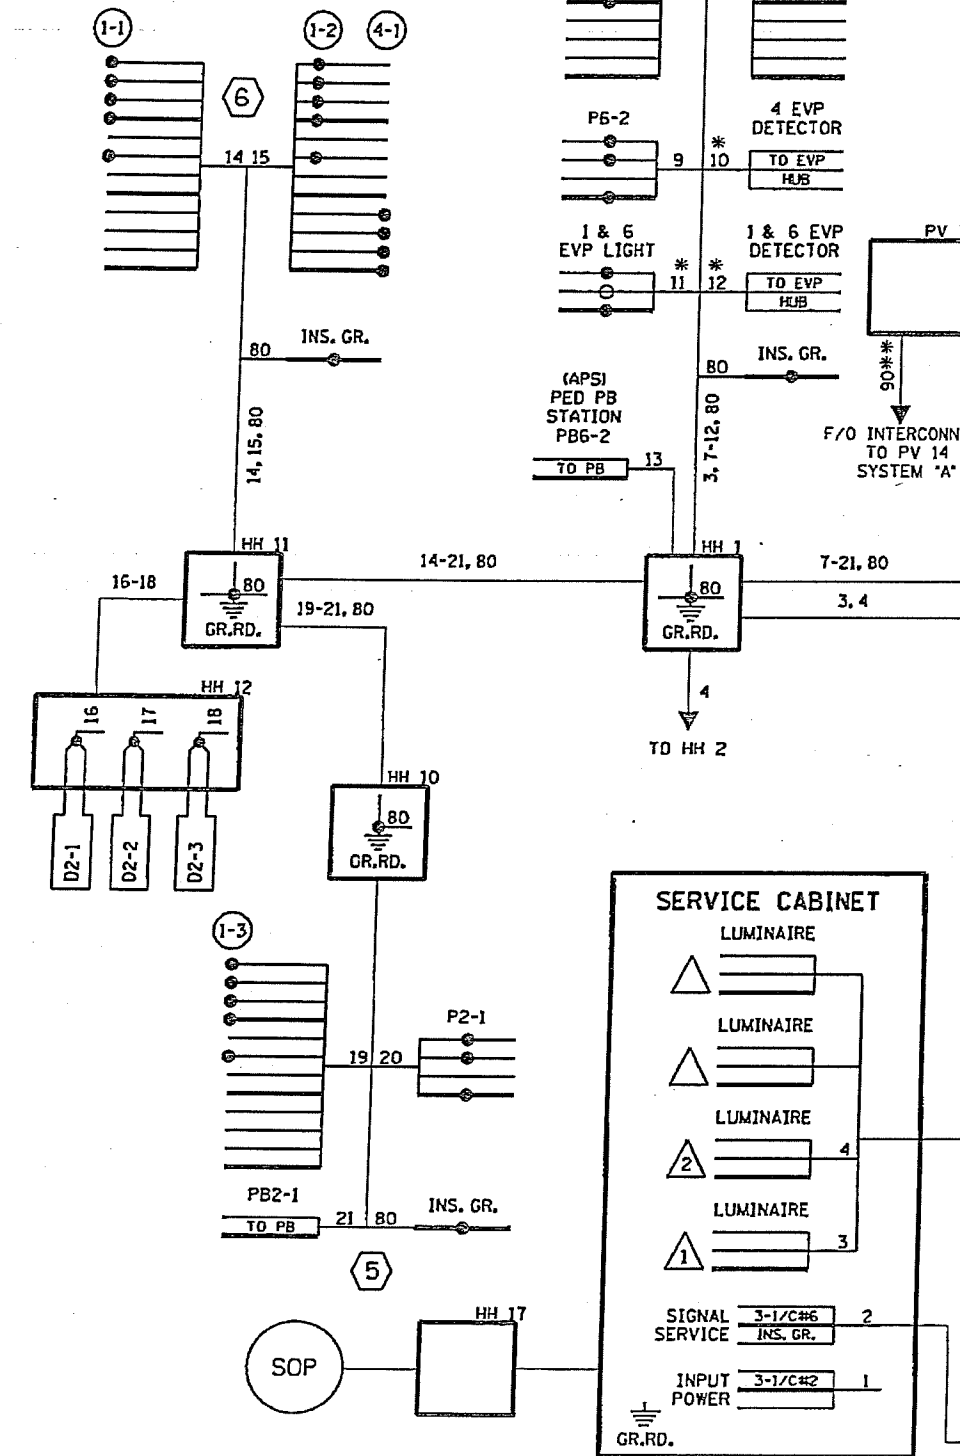 1-1
1-2
4-1
6
14 15
80
INS. GR.
14, 15, 80
P6-2
9
*
10
4 EVP
DETECTOR
TO EVP
HUB
1 & 6
EVP LIGHT
*
11
*
12
1 & 6 EVP
DETECTOR
TO EVP
HUB
PV
90***
F/O INTERCONN
TO PV 14
SYSTEM "A"
80
INS. GR.
(APS)
PED PB
STATION
PB6-2
TO PB
13
3, 7-12, 80
HH 11
80
GR.RD.
16-18
14-21, 80
19-21, 80
HH 1
80
GR.RD.
7-21, 80
3, 4
4
TO HH 2
HH 12
16
17
18
D2-1
D2-2
D2-3
HH 10
80
GR.RD.
1-3
19 20
P2-1
PB2-1
TO PB
21 80
INS. GR.
5
SOP
HH 17
SERVICE CABINET
LUMINAIRE
LUMINAIRE
LUMINAIRE
2
4
LUMINAIRE
1
3
SIGNAL
SERVICE
3-1/C#6
INS. GR.
2
INPUT
POWER
3-1/C#2
1
GR.RD.